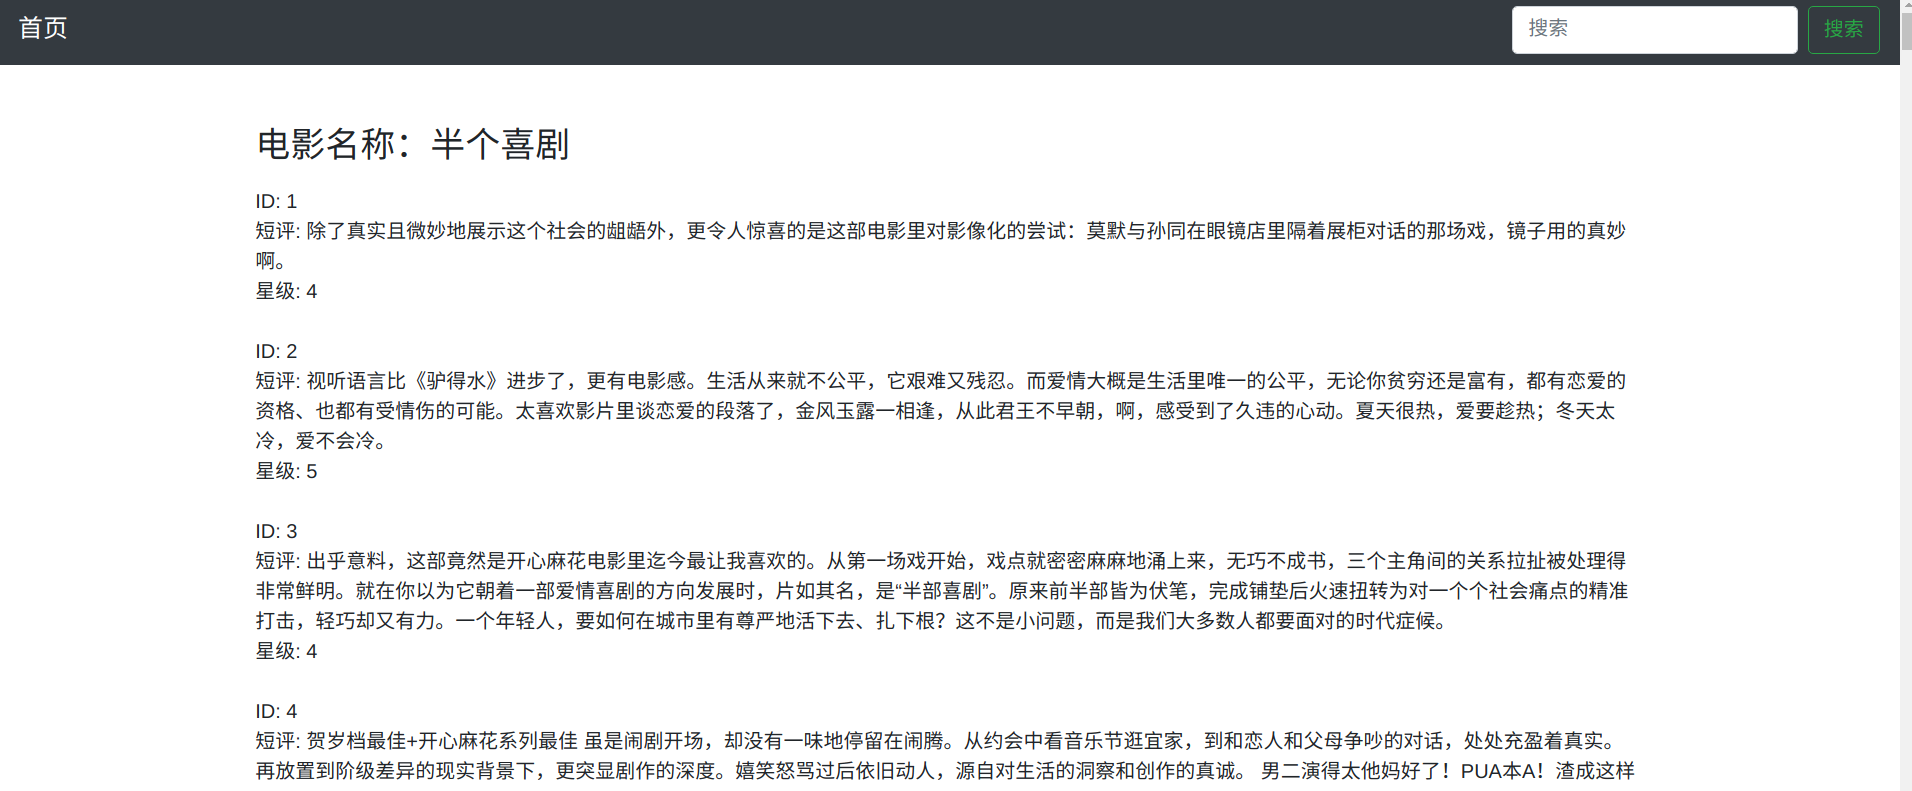 首页
搜索
搜索
电影名称：半个喜剧
ID: 1
短评: 除了真实且微妙地展示这个社会的龃龉外，更令人惊喜的是这部电影里对影像化的尝试：莫默与孙同在眼镜店里隔着展柜对话的那场戏，镜子用的真妙
啊。
星级: 4
ID: 2
短评: 视听语言比《驴得水》进步了，更有电影感。生活从来就不公平，它艰难又残忍。而爱情大概是生活里唯一的公平，无论你贫穷还是富有，都有恋爱的
资格、也都有受情伤的可能。太喜欢影片里谈恋爱的段落了，金风玉露一相逢，从此君王不早朝，啊，感受到了久违的心动。夏天很热，爱要趁热；冬天太
冷，爱不会冷。
星级: 5
ID: 3
短评: 出乎意料，这部竟然是开心麻花电影里迄今最让我喜欢的。从第一场戏开始，戏点就密密麻麻地涌上来，无巧不成书，三个主角间的关系拉扯被处理得
非常鲜明。就在你以为它朝着一部爱情喜剧的方向发展时，片如其名，是“半部喜剧”。原来前半部皆为伏笔，完成铺垫后火速扭转为对一个个社会痛点的精准
打击，轻巧却又有力。一个年轻人，要如何在城市里有尊严地活下去、扎下根？这不是小问题，而是我们大多数人都要面对的时代症候。
星级: 4
ID: 4
短评: 贺岁档最佳+开心麻花系列最佳 虽是闹剧开场，却没有一味地停留在闹腾。从约会中看音乐节逛宜家，到和恋人和父母争吵的对话，处处充盈着真实。
再放置到阶级差异的现实背景下，更突显剧作的深度。嬉笑怒骂过后依旧动人，源自对生活的洞察和创作的真诚。 男二演得太他妈好了！PUA本A！渣成这样